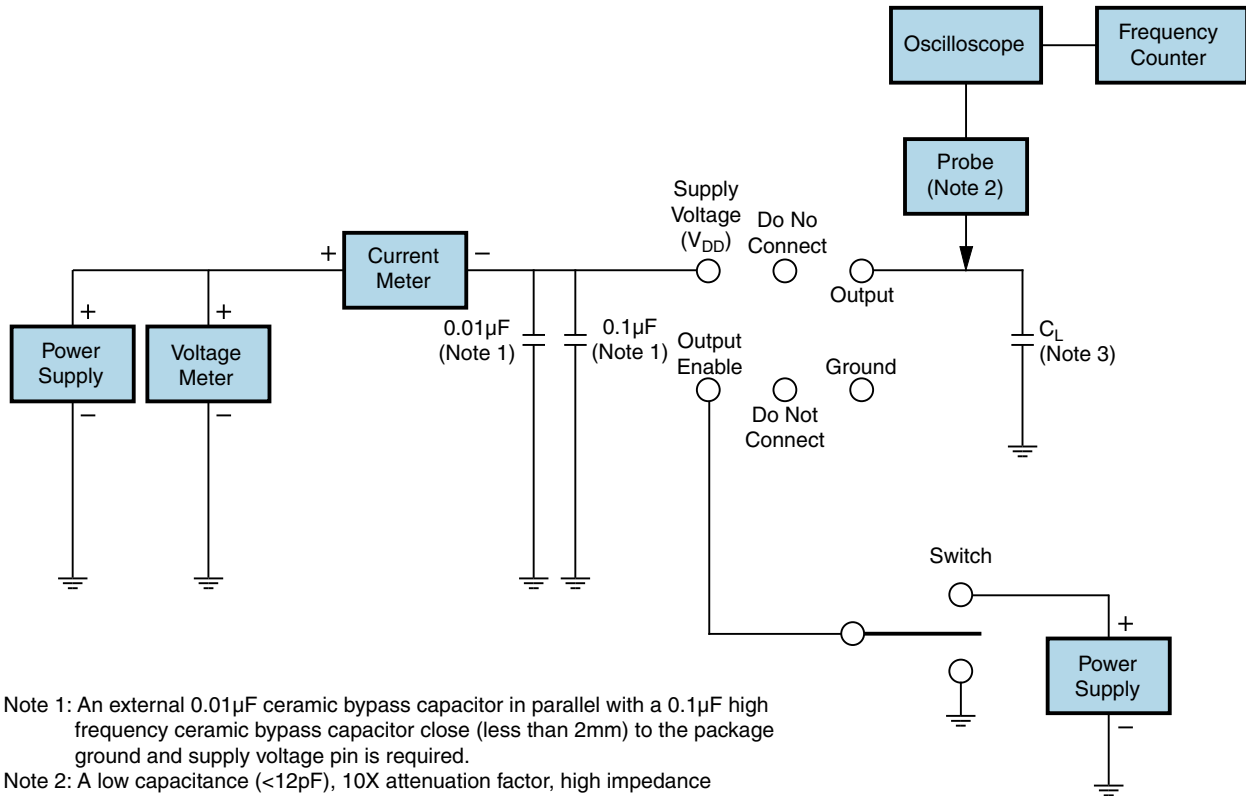 Oscilloscope
Frequency
Counter
Probe
(Note 2)
Supply
Voltage
(VDD)
Do No
Connect
+
Current
Meter
−
Output
+
Power
Supply
−
+
Voltage
Meter
−
0.01µF
(Note 1)
0.1µF
(Note 1)
Output
Enable
Ground
CL
(Note 3)
Do Not
Connect
Switch
+
Power
Supply
−
Note 1: An external 0.01µF ceramic bypass capacitor in parallel with a 0.1µF high
frequency ceramic bypass capacitor close (less than 2mm) to the package
ground and supply voltage pin is required.
Note 2: A low capacitance (<12pF), 10X attenuation factor, high impedance